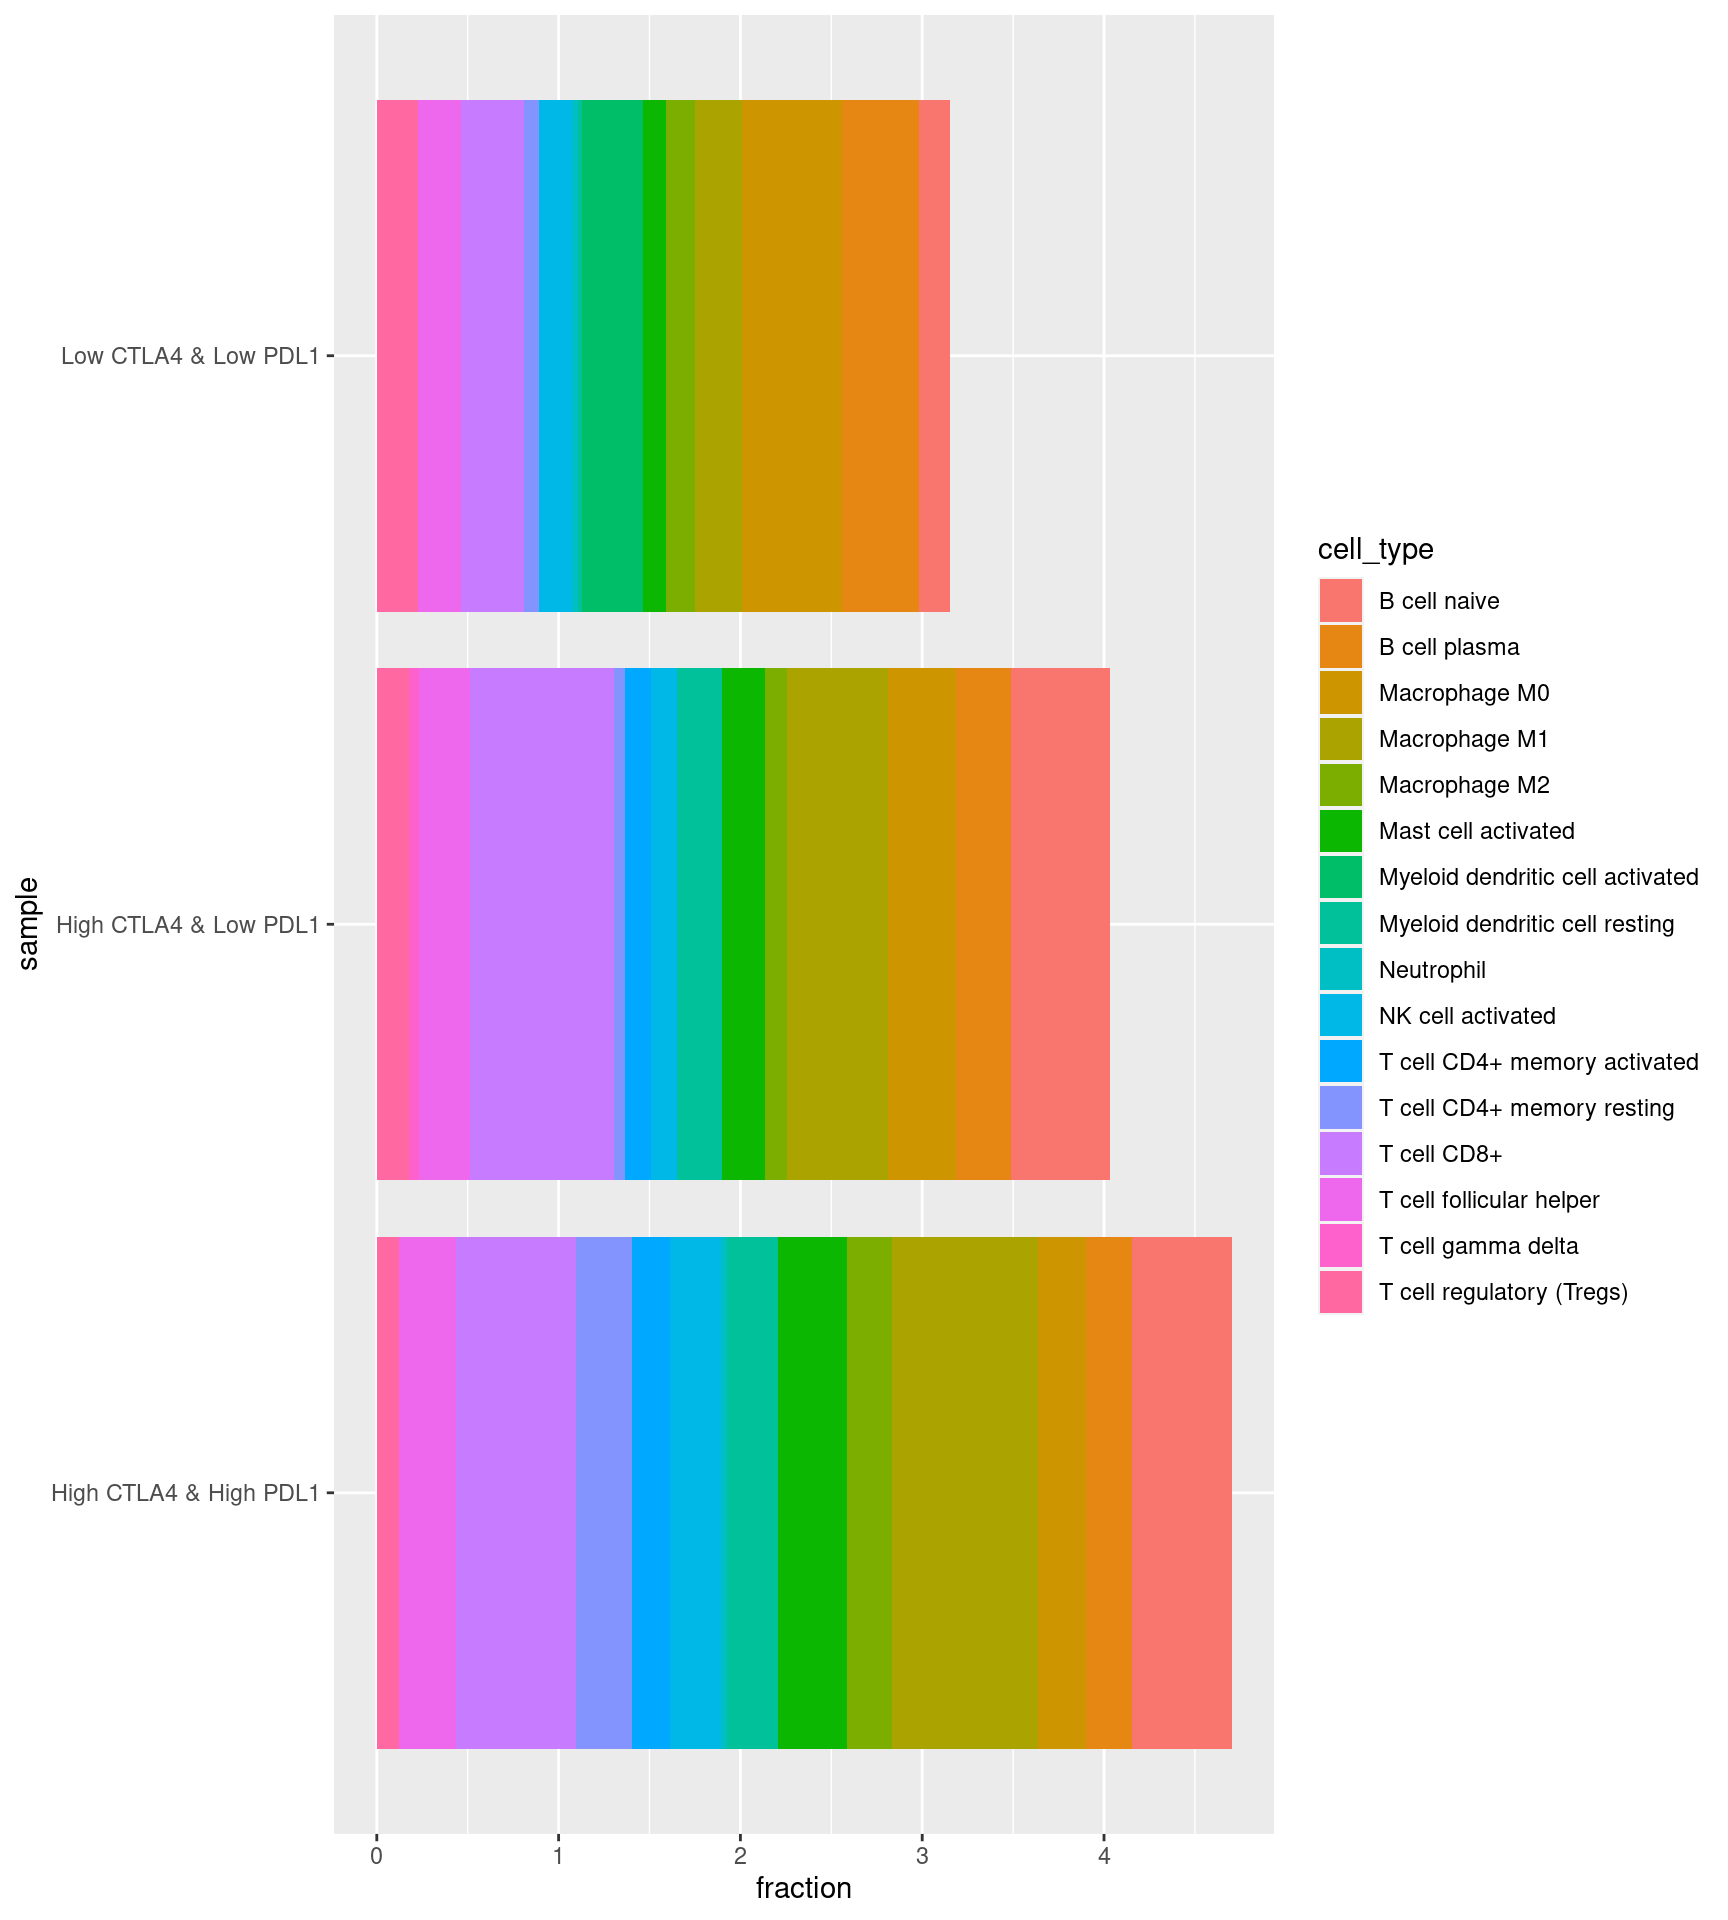 Low CTLA4 & Low PDL1
High CTLA4 & Low PDL1
High CTLA4 & High PDL1
sample
0 1 2 3 4
fraction
cell_type
B cell naive
B cell plasma
Macrophage M0
Macrophage M1
Macrophage M2
Mast cell activated
Myeloid dendritic cell activated
Myeloid dendritic cell resting
Neutrophil
NK cell activated
T cell CD4+ memory activated
T cell CD4+ memory resting
T cell CD8+
T cell follicular helper
T cell gamma delta
T cell regulatory (Tregs)